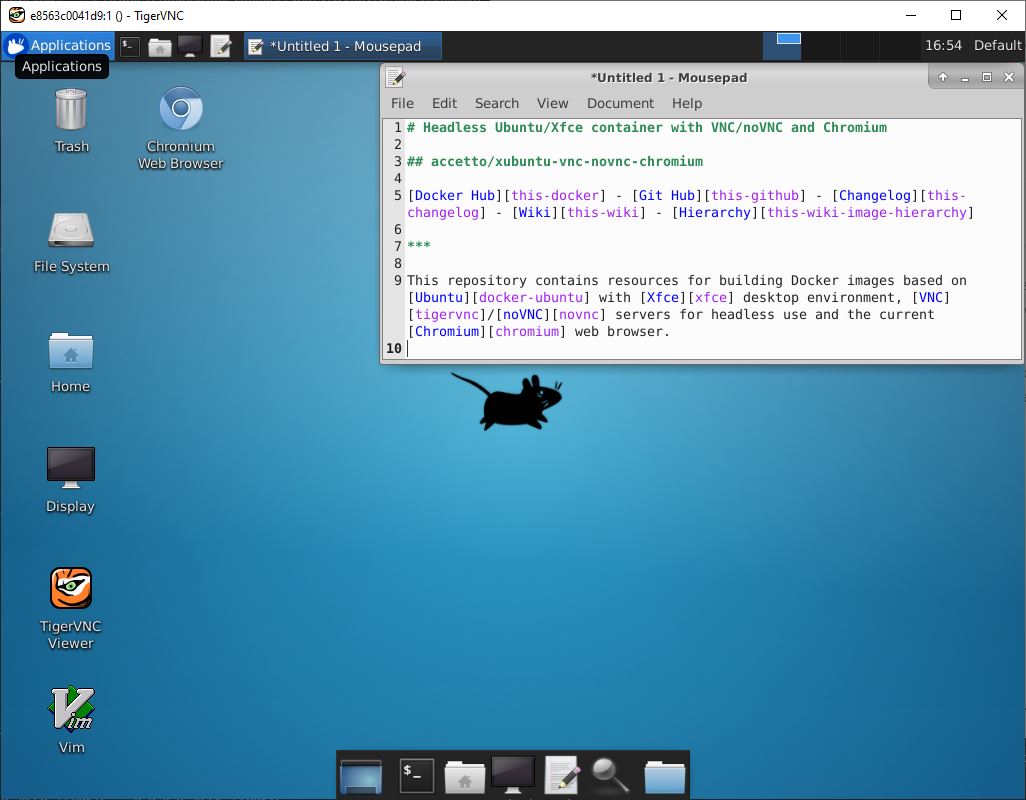 e8563c0041d9:1 () - TigerVNC
Applications
*Untitled 1 - Mousepad
16:54 Default
Applications
*Untitled 1 - Mousepad
File Edit Search View Document Help
1 # Headless Ubuntu/Xfce container with VNC/noVNC and Chromium
2
3 ## accetto/xubuntu-vnc-novnc-chromium
4
5 [Docker Hub][this-docker] - [Git Hub][this-github] - [Changelog][this-
changelog] - [Wiki][this-wiki] - [Hierarchy][this-wiki-image-hierarchy]
6
7 ***
8
9 This repository contains resources for building Docker images based on
[Ubuntu][docker-ubuntu] with [Xfce][xfce] desktop environment, [VNC]
[tigervnc]/[noVNC][novnc] servers for headless use and the current
[Chromium][chromium] web browser.
10
Trash
Chromium
Web Browser
File System
Home
Display
TigerVNC
Viewer
Vim
Vim
$_